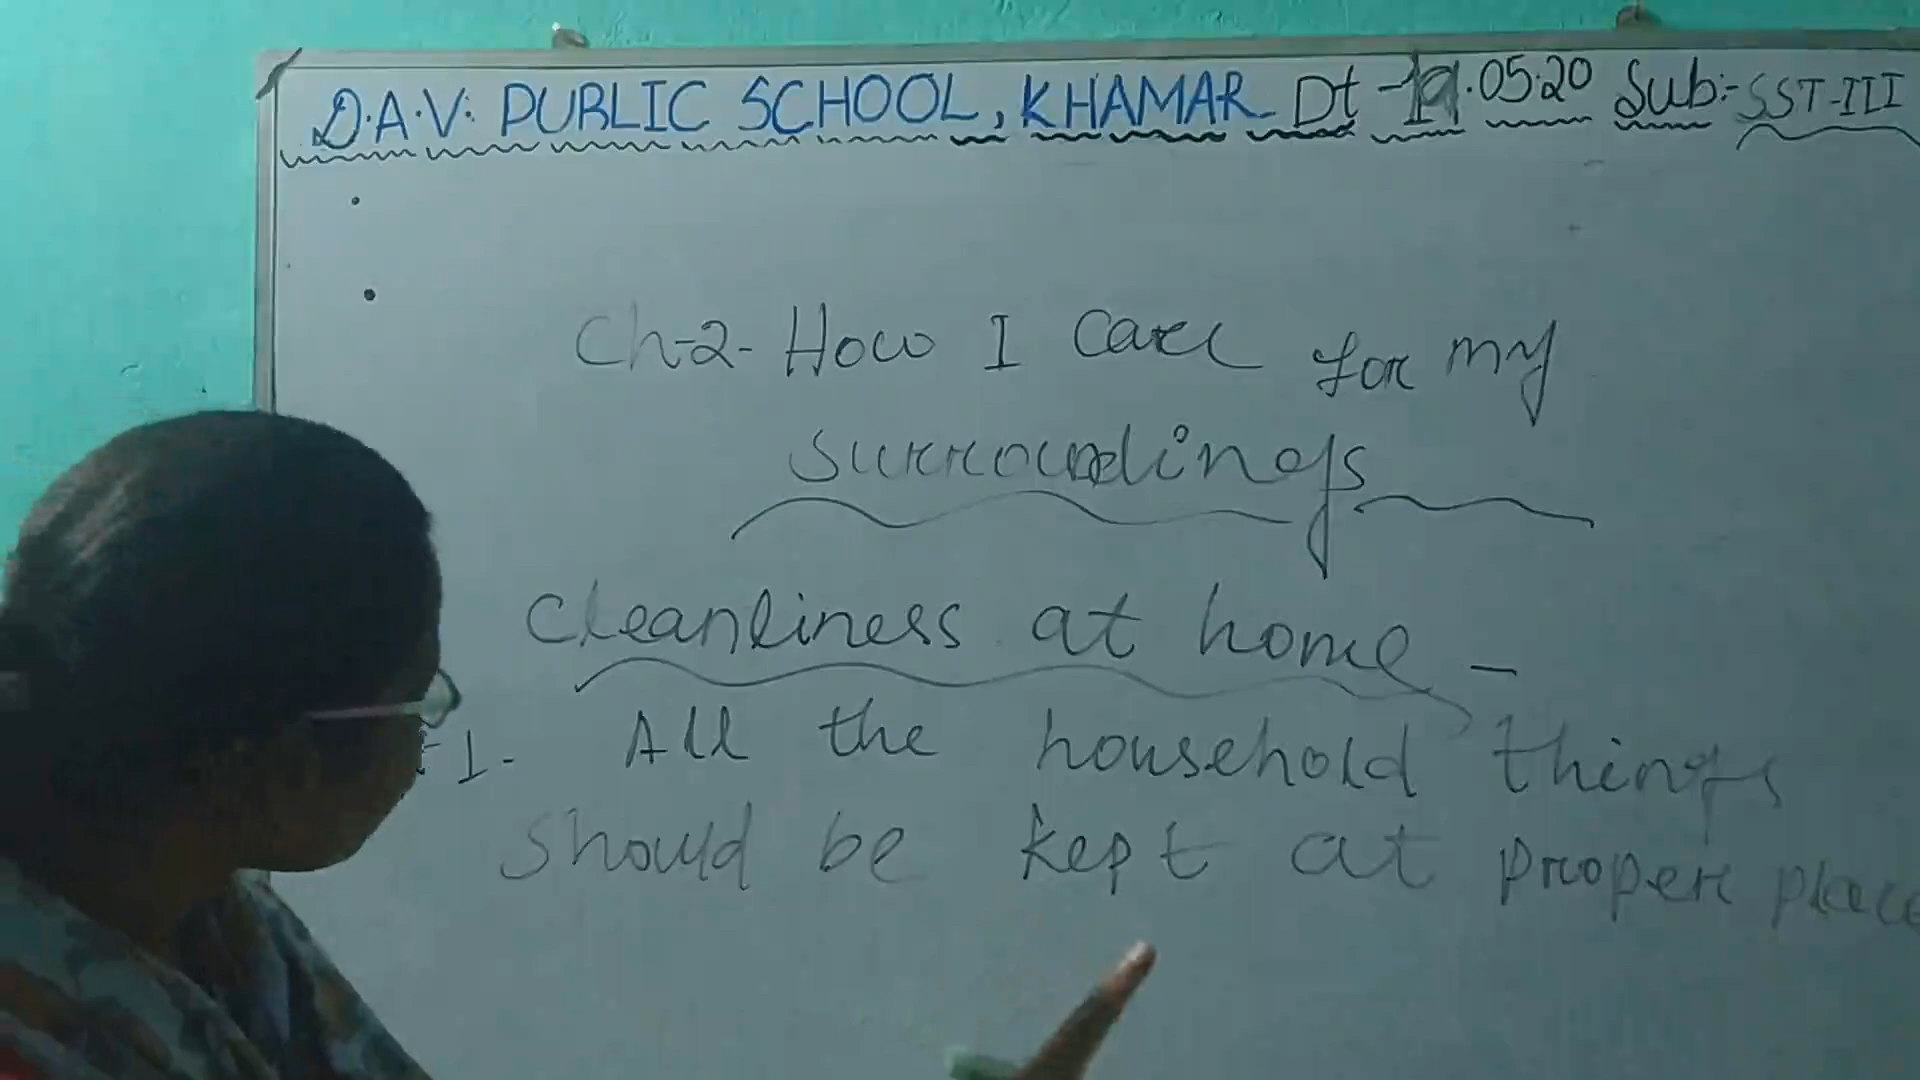 D.A.V. PUBLIC SCHOOL, KHAMAR Dt-19.05.20 Sub:-SST-III
Ch-2- How I Care for my
surroundings
Cleanliness at home -
1- All the household things
should be kept at proper place